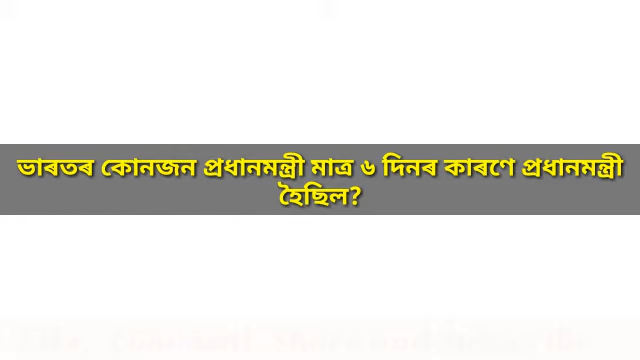 ভাৰতৰ কোনজন প্ৰধানমন্ত্ৰী মাত্ৰ ৬ দিনৰ কাৰণে প্ৰধানমন্ত্ৰী
হৈছিল?